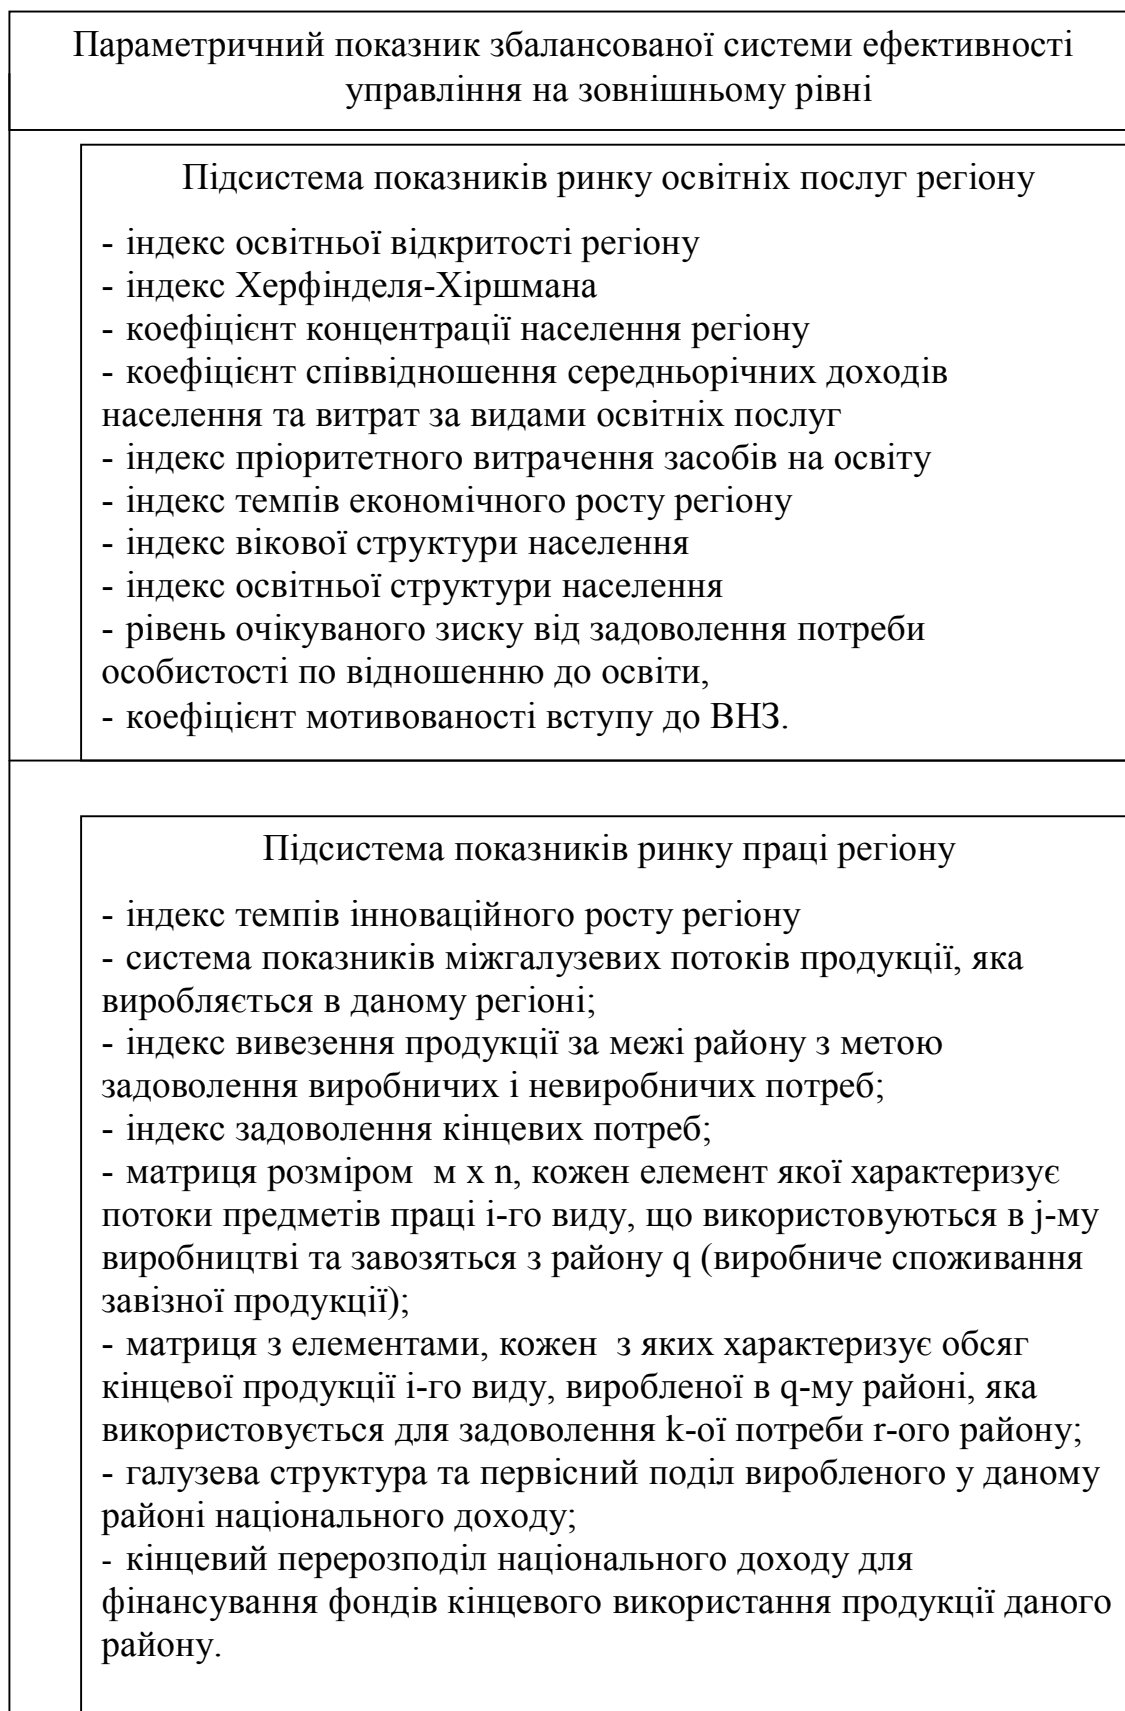 Параметричний показник збалансованої системи ефективності
управління на зовнішньому рівні
Підсистема показників ринку освітніх послуг регіону
- індекс освітньої відкритості регіону
- індекс Херфінделя-Хіршмана
- коефіцієнт концентрації населення регіону
- коефіцієнт співвідношення середньорічних доходів
населення та витрат за видами освітніх послуг
- індекс пріоритетного витрачення засобів на освіту
- індекс темпів економічного росту регіону
- індекс вікової структури населення
- індекс освітньої структури населення
- рівень очікуваного зиску від задоволення потреби
особистості по відношенню до освіти,
- коефіцієнт мотивованості вступу до ВНЗ.
Підсистема показників ринку праці регіону
- індекс темпів інноваційного росту регіону
- система показників міжгалузевих потоків продукції, яка
виробляється в даному регіоні;
- індекс вивезення продукції за межі району з метою
задоволення виробничих і невиробничих потреб;
- індекс задоволення кінцевих потреб;
- матриця розміром  м x n, кожен елемент якої характеризує
потоки предметів праці i-го виду, що використовуються в j-му
виробництві та завозяться з району q (виробниче споживання
завізної продукції);
- матриця з елементами, кожен  з яких характеризує обсяг
кінцевої продукції i-го виду, виробленої в q-му районі, яка
використовується для задоволення k-ої потреби r-ого району;
- галузева структура та первісний поділ виробленого у даному
районі національного доходу;
- кінцевий перерозподіл національного доходу для
фінансування фондів кінцевого використання продукції даного
району.